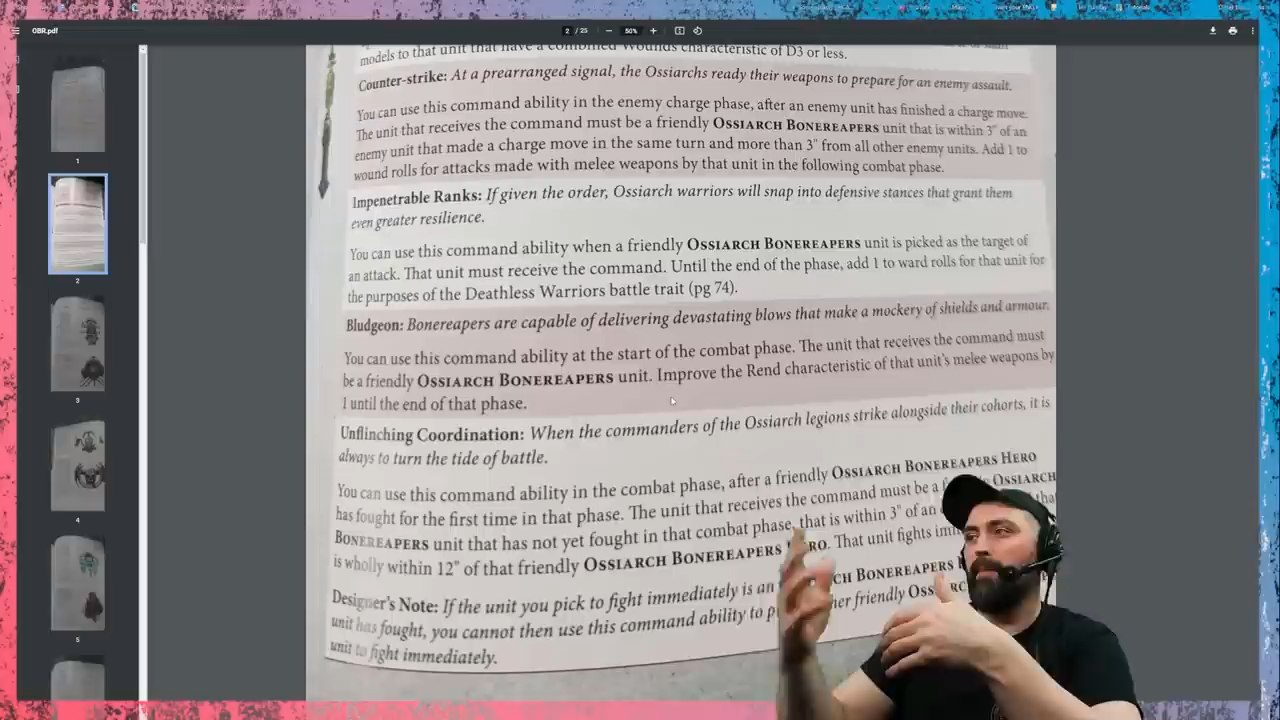 OBR.pdf
2 / 25
50%
models to that unit that have a combined Wounds characteristic of D3 or less.
Counter-strike: At a prearranged signal, the Ossiarchs ready their weapons to prepare for an enemy assault.
You can use this command ability in the enemy charge phase, after an enemy unit has finished a charge move.
The unit that receives the command must be a friendly OSSIARCH BONEREAPERS unit that is within 3" of an
enemy unit that made a charge move in the same turn and more than 3" from all other enemy units. Add 1 to
wound rolls for attacks made with melee weapons by that unit in the following combat phase.
Impenetrable Ranks: If given the order, Ossiarch warriors will snap into defensive stances that grant them
even greater resilience.
You can use this command ability when a friendly OSSIARCH BONEREAPERS unit is picked as the target of
an attack. That unit must receive the command. Until the end of the phase, add 1 to ward rolls for that unit for
the purposes of the Deathless Warriors battle trait (pg 74).
Bludgeon: Bonereapers are capable of delivering devastating blows that make a mockery of shields and armour.
You can use this command ability at the start of the combat phase. The unit that receives the command must
be a friendly OSSIARCH BONEREAPERS unit. Improve the Rend characteristic of that unit's melee weapons by
1 until the end of that phase.
Unflinching Coordination: When the commanders of the Ossiarch legions strike alongside their cohorts, it is
always to turn the tide of battle.
You can use this command ability in the combat phase, after a friendly OSSIARCH BONEREAPERS HERO
has fought for the first time in that phase. The unit that receives the command must be a OSSIARCH
BONEREAPERS unit that has not yet fought in that combat phase, that is within 3" of an
is wholly within 12" of that friendly OSSIARCH BONEREAPERS That unit fights
Designer's Note: If the unit you pick to fight immediately is an BONEREAPERS
unit has fought, you cannot then use this command ability to friendly
unit to fight immediately.
1
2
3
4
5